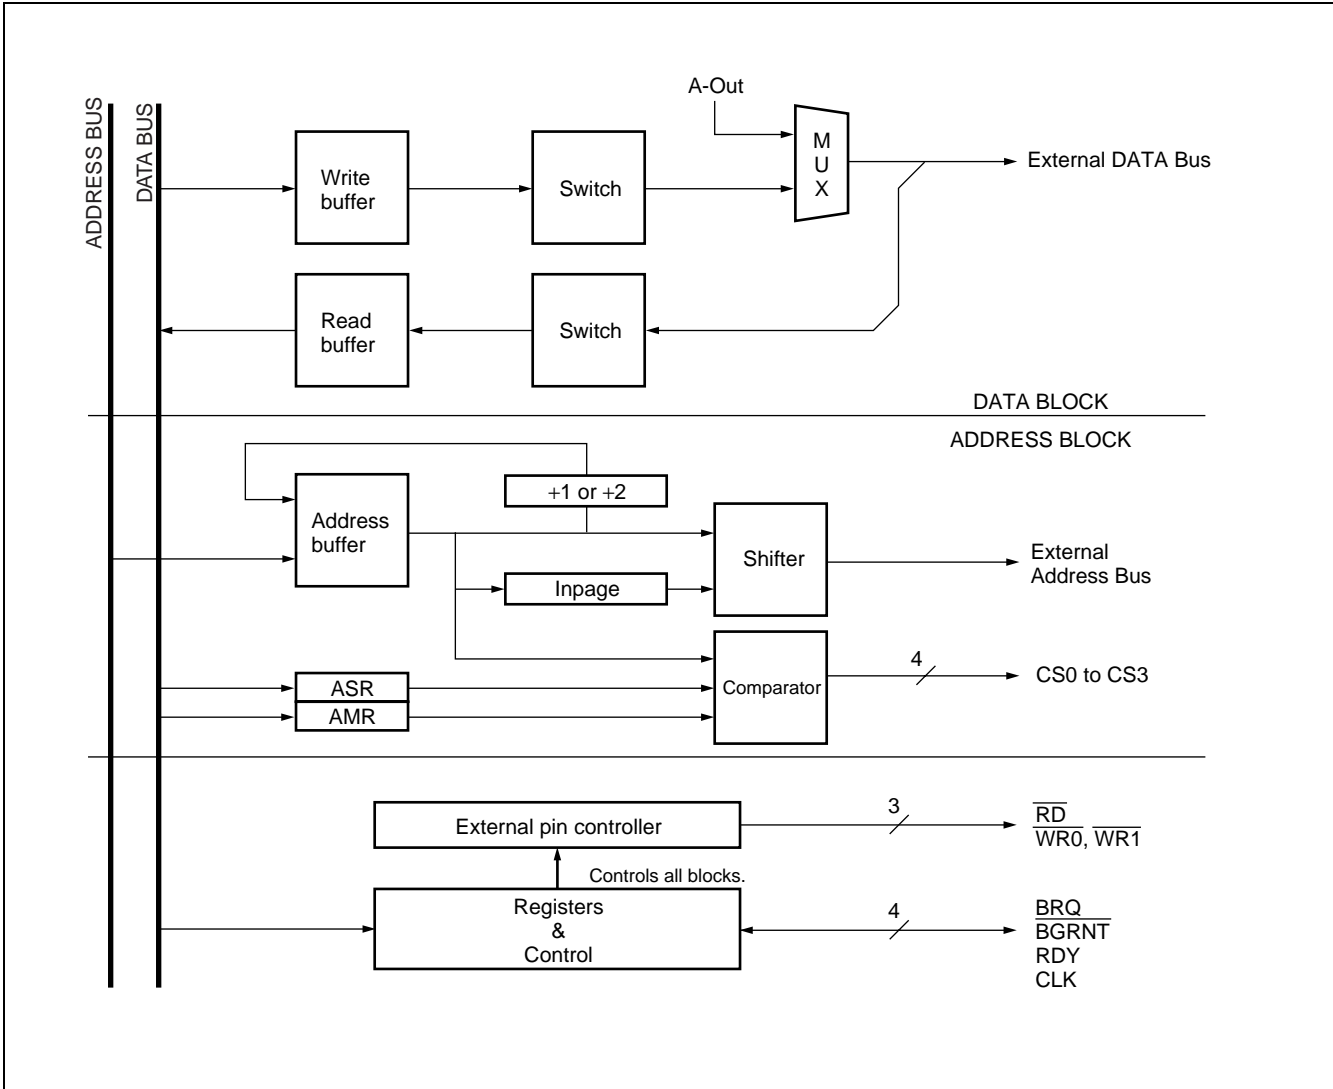 ADDRESS BUS
DATA BUS
A-Out
M
U
X
External DATA Bus
Write
buffer
Switch
Read
buffer
Switch
DATA BLOCK
ADDRESS BLOCK
+1 or +2
Address
buffer
Shifter
External
Address Bus
Inpage
ASR
AMR
Comparator
4
CS0 to CS3
External pin controller
3
RD
WR0, WR1
Controls all blocks.
Registers
&
Control
4
BRQ
BGRNT
RDY
CLK